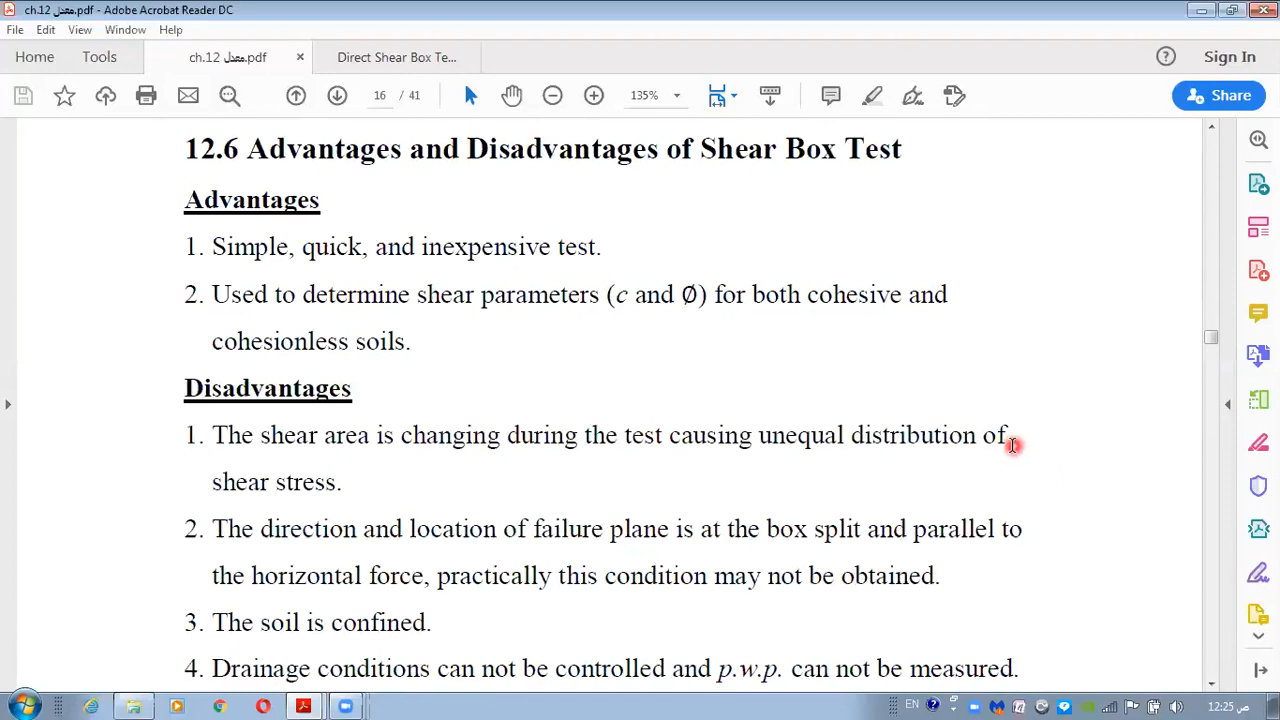 ch.12 معدل.pdf - Adobe Acrobat Reader DC
File Edit View Window Help
Home Tools ch.12 معدل.pdf × Direct Shear Box Te... Sign In
16 / 41 135% Share
12.6 Advantages and Disadvantages of Shear Box Test
Advantages
1. Simple, quick, and inexpensive test.
2. Used to determine shear parameters (c and Ø) for both cohesive and
cohesionless soils.
Disadvantages
1. The shear area is changing during the test causing unequal distribution of
shear stress.
2. The direction and location of failure plane is at the box split and parallel to
the horizontal force, practically this condition may not be obtained.
3. The soil is confined.
4. Drainage conditions can not be controlled and p.w.p. can not be measured.
EN 12:25 ص